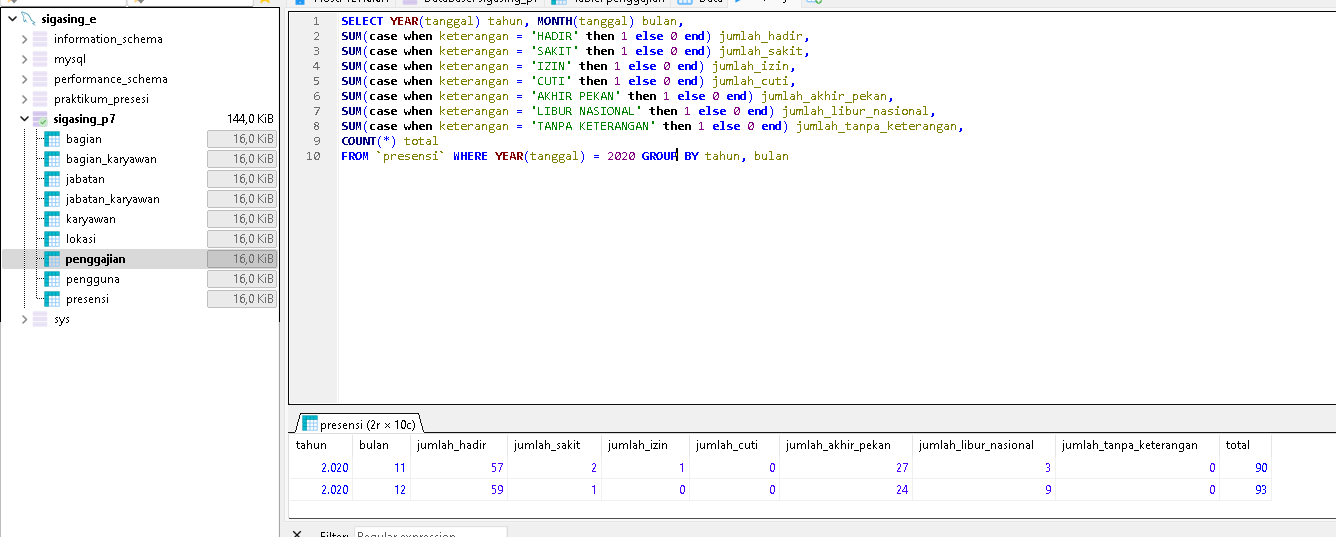 sigasing_e
information_schema
mysql
performance_schema
praktikum_presesi
sigasing_p7 144,0 KiB
bagian 16,0 KiB
bagian_karyawan 16,0 KiB
jabatan 16,0 KiB
jabatan_karyawan 16,0 KiB
karyawan 16,0 KiB
lokasi 16,0 KiB
penggajian 16,0 KiB
pengguna 16,0 KiB
presensi 16,0 KiB
sys
1 SELECT YEAR(tanggal) tahun, MONTH(tanggal) bulan,
2 SUM(case when keterangan = 'HADIR' then 1 else 0 end) jumlah_hadir,
3 SUM(case when keterangan = 'SAKIT' then 1 else 0 end) jumlah_sakit,
4 SUM(case when keterangan = 'IZIN' then 1 else 0 end) jumlah_izin,
5 SUM(case when keterangan = 'CUTI' then 1 else 0 end) jumlah_cuti,
6 SUM(case when keterangan = 'AKHIR PEKAN' then 1 else 0 end) jumlah_akhir_pekan,
7 SUM(case when keterangan = 'LIBUR NASIONAL' then 1 else 0 end) jumlah_libur_nasional,
8 SUM(case when keterangan = 'TANPA KETERANGAN' then 1 else 0 end) jumlah_tanpa_keterangan,
9 COUNT(*) total
10 FROM `presensi` WHERE YEAR(tanggal) = 2020 GROUP BY tahun, bulan
presensi (2r × 10c)
tahun bulan jumlah_hadir jumlah_sakit jumlah_izin jumlah_cuti jumlah_akhir_pekan jumlah_libur_nasional jumlah_tanpa_keterangan total
2.020 11 57 2 1 0 27 3 0 90
2.020 12 59 1 0 0 24 9 0 93
Filter: Regular expression